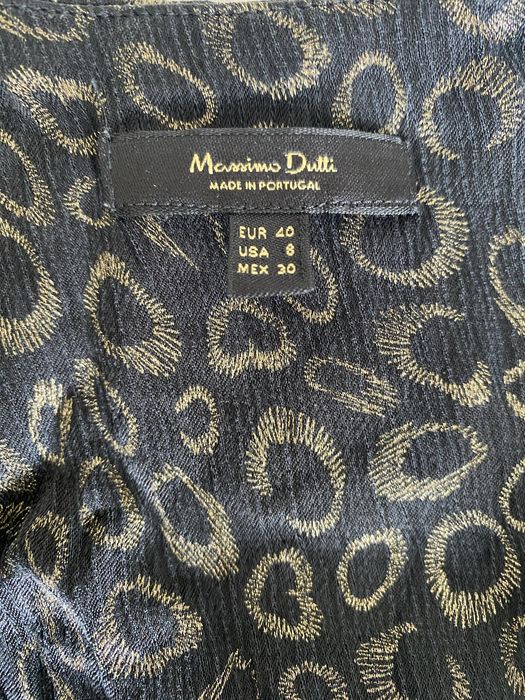 Massimo Dutti
MADE IN PORTUGAL
EUR 40
USA 8
MEX 30